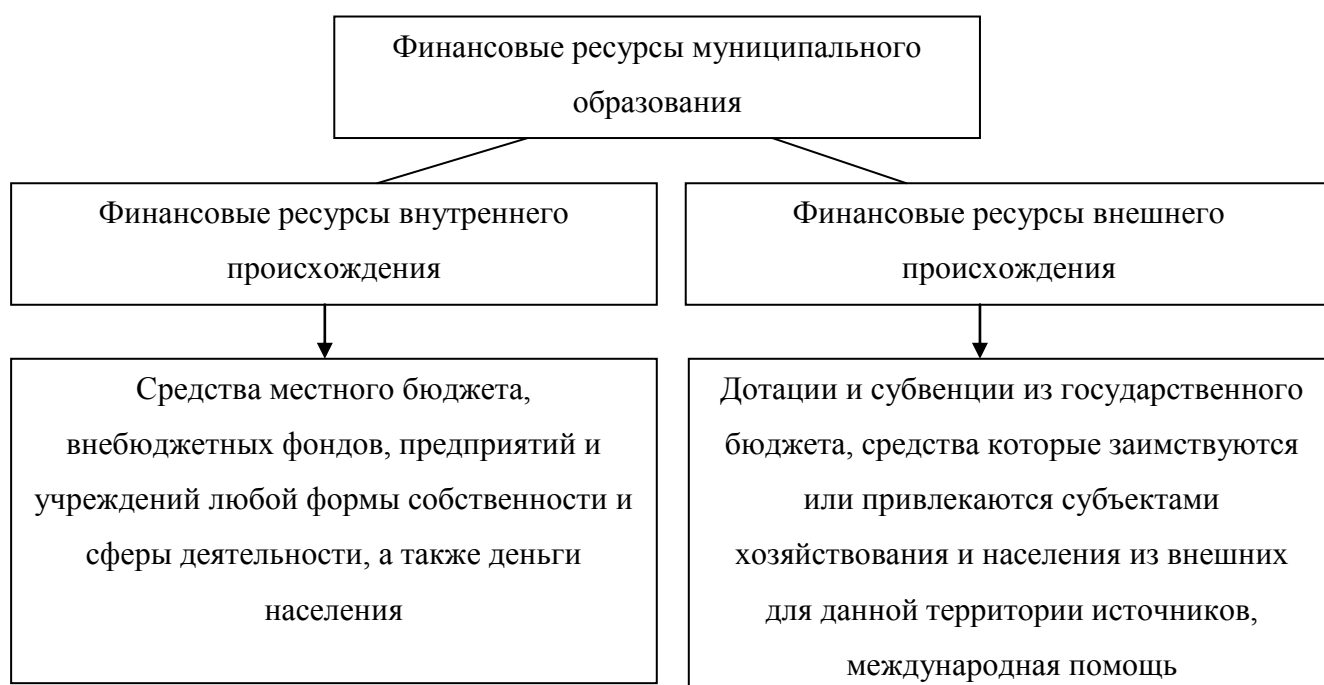 Финансовые ресурсы муниципального
образования
Финансовые ресурсы внутреннего
происхождения
Финансовые ресурсы внешнего
происхождения
Средства местного бюджета,
внебюджетных фондов, предприятий и
учреждений любой формы собственности и
сферы деятельности, а также деньги
населения
Дотации и субвенции из государственного
бюджета, средства которые заимствуются
или привлекаются субъектами
хозяйствования и населения из внешних
для данной территории источников,
международная помощь